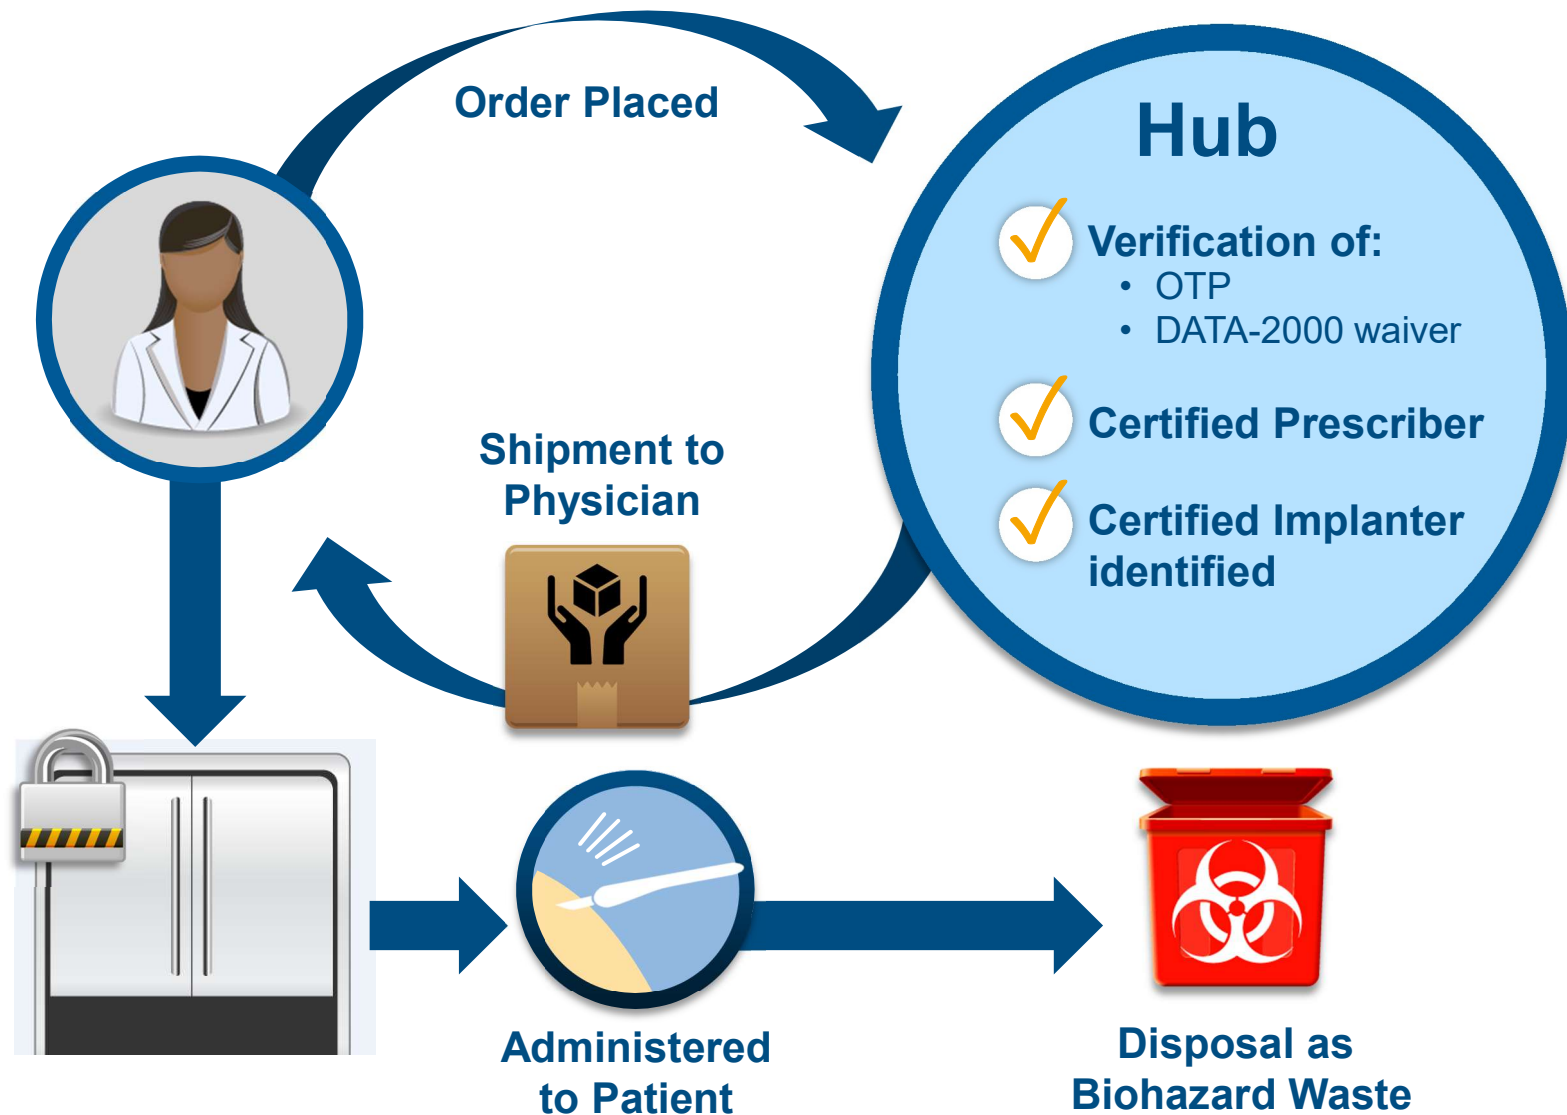 Order Placed
Hub
Verification of:
• OTP
• DATA-2000 waiver
Certified Prescriber
Certified Implanter
identified
Shipment to
Physician
Administered
to Patient
Disposal as
Biohazard Waste